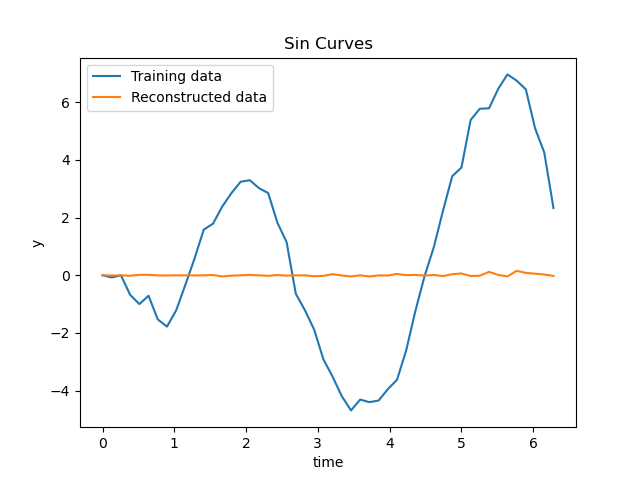 Sin Curves
Training data
Reconstructed data
6
4
2
0
−2
−4
y
0 1 2 3 4 5 6
time